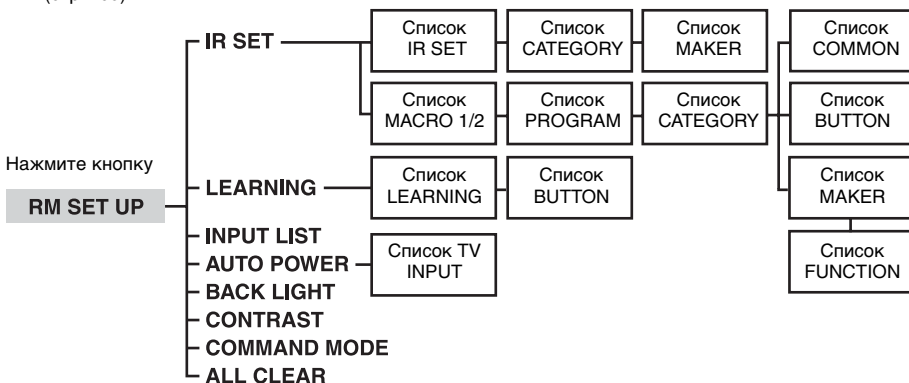 IR SET
Список
IR SET
Список
CATEGORY
Список
MAKER
Список
COMMON
Список
MACRO 1/2
Список
PROGRAM
Список
CATEGORY
Список
BUTTON
Нажмите кнопку
RM SET UP
LEARNING
Список
LEARNING
Список
BUTTON
Список
MAKER
INPUT LIST
AUTO POWER
Список TV
INPUT
Список
FUNCTION
BACK LIGHT
CONTRAST
COMMAND MODE
ALL CLEAR